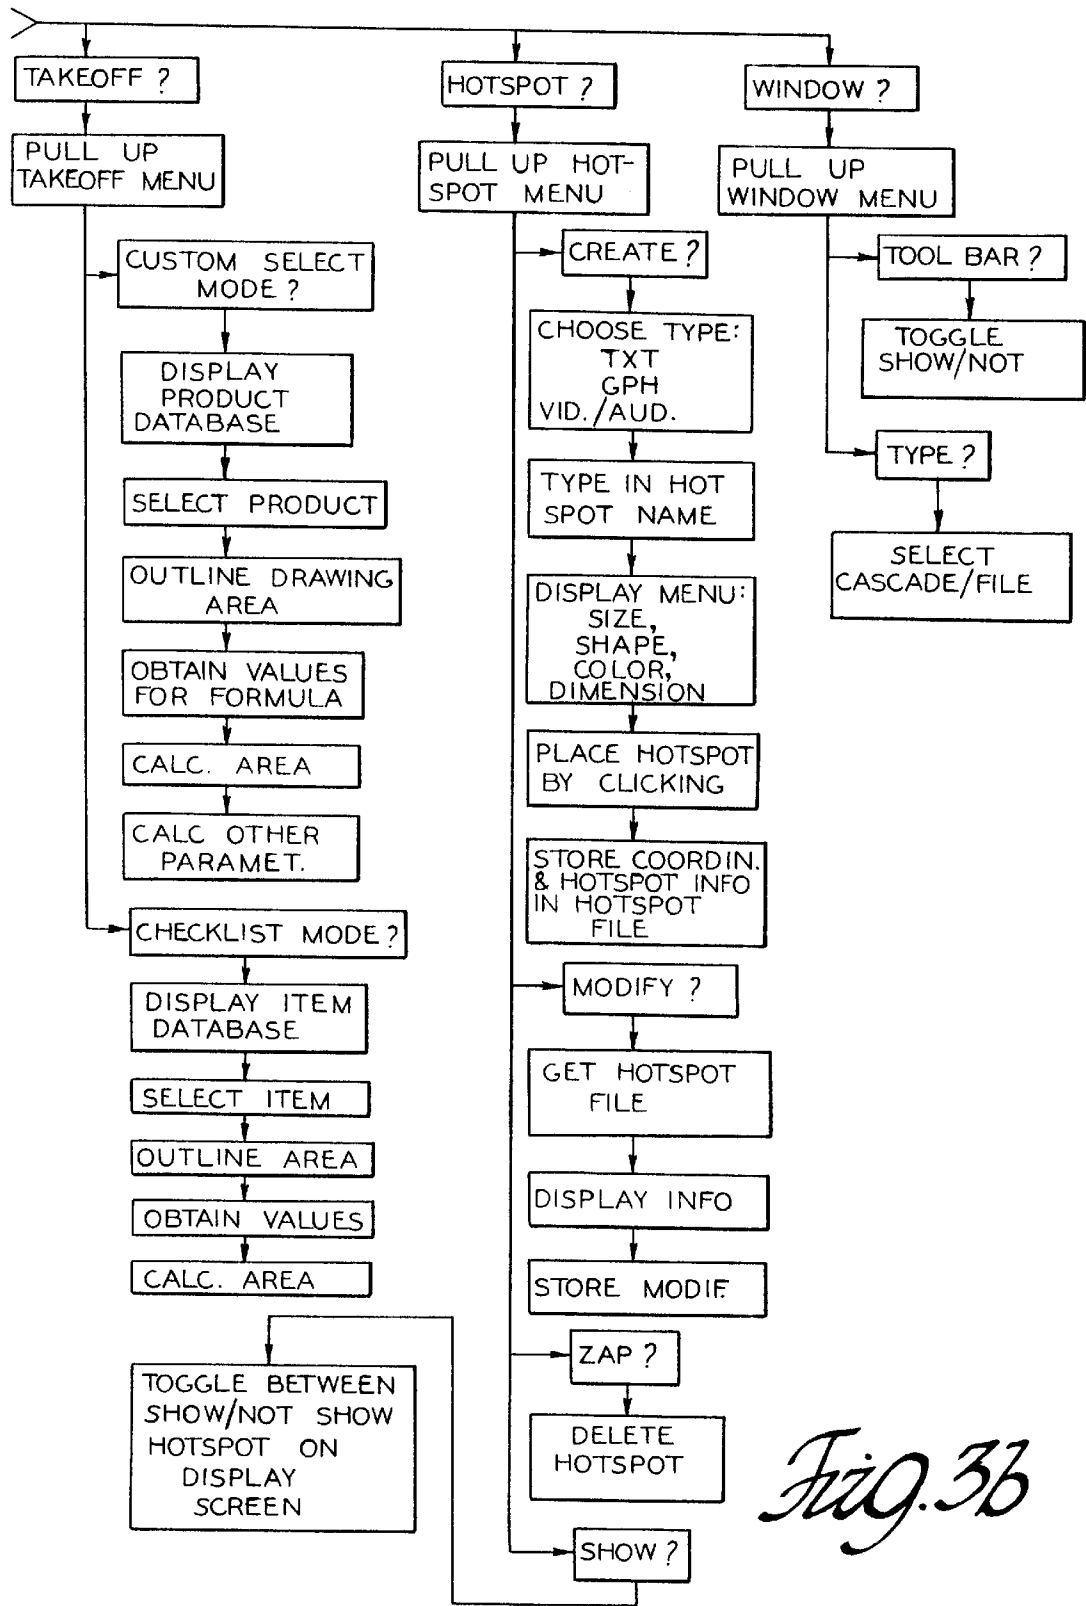 TAKEOFF ?
PULL UP
TAKEOFF MENU
CUSTOM SELECT
MODE ?
DISPLAY
PRODUCT
DATABASE
SELECT PRODUCT
OUTLINE DRAWING
AREA
OBTAIN VALUES
FOR FORMULA
CALC. AREA
CALC OTHER
PARAMET.
CHECKLIST MODE ?
DISPLAY ITEM
DATABASE
SELECT ITEM
OUTLINE AREA
OBTAIN VALUES
CALC. AREA
HOTSPOT ?
PULL UP HOT-
SPOT MENU
CREATE ?
CHOOSE TYPE:
TXT
GPH
VID./AUD.
TYPE IN HOT
SPOT NAME
DISPLAY MENU:
SIZE,
SHAPE,
COLOR,
DIMENSION
PLACE HOTSPOT
BY CLICKING
STORE COORDIN.
& HOTSPOT INFO
IN HOTSPOT
FILE
MODIFY ?
GET HOTSPOT
FILE
DISPLAY INFO
STORE MODIF.
ZAP ?
DELETE
HOTSPOT
SHOW ?
TOGGLE BETWEEN
SHOW/NOT SHOW
HOTSPOT ON
DISPLAY
SCREEN
WINDOW ?
PULL UP
WINDOW MENU
TOOL BAR ?
TOGGLE
SHOW/NOT
TYPE ?
SELECT
CASCADE/FILE
Fig. 3b